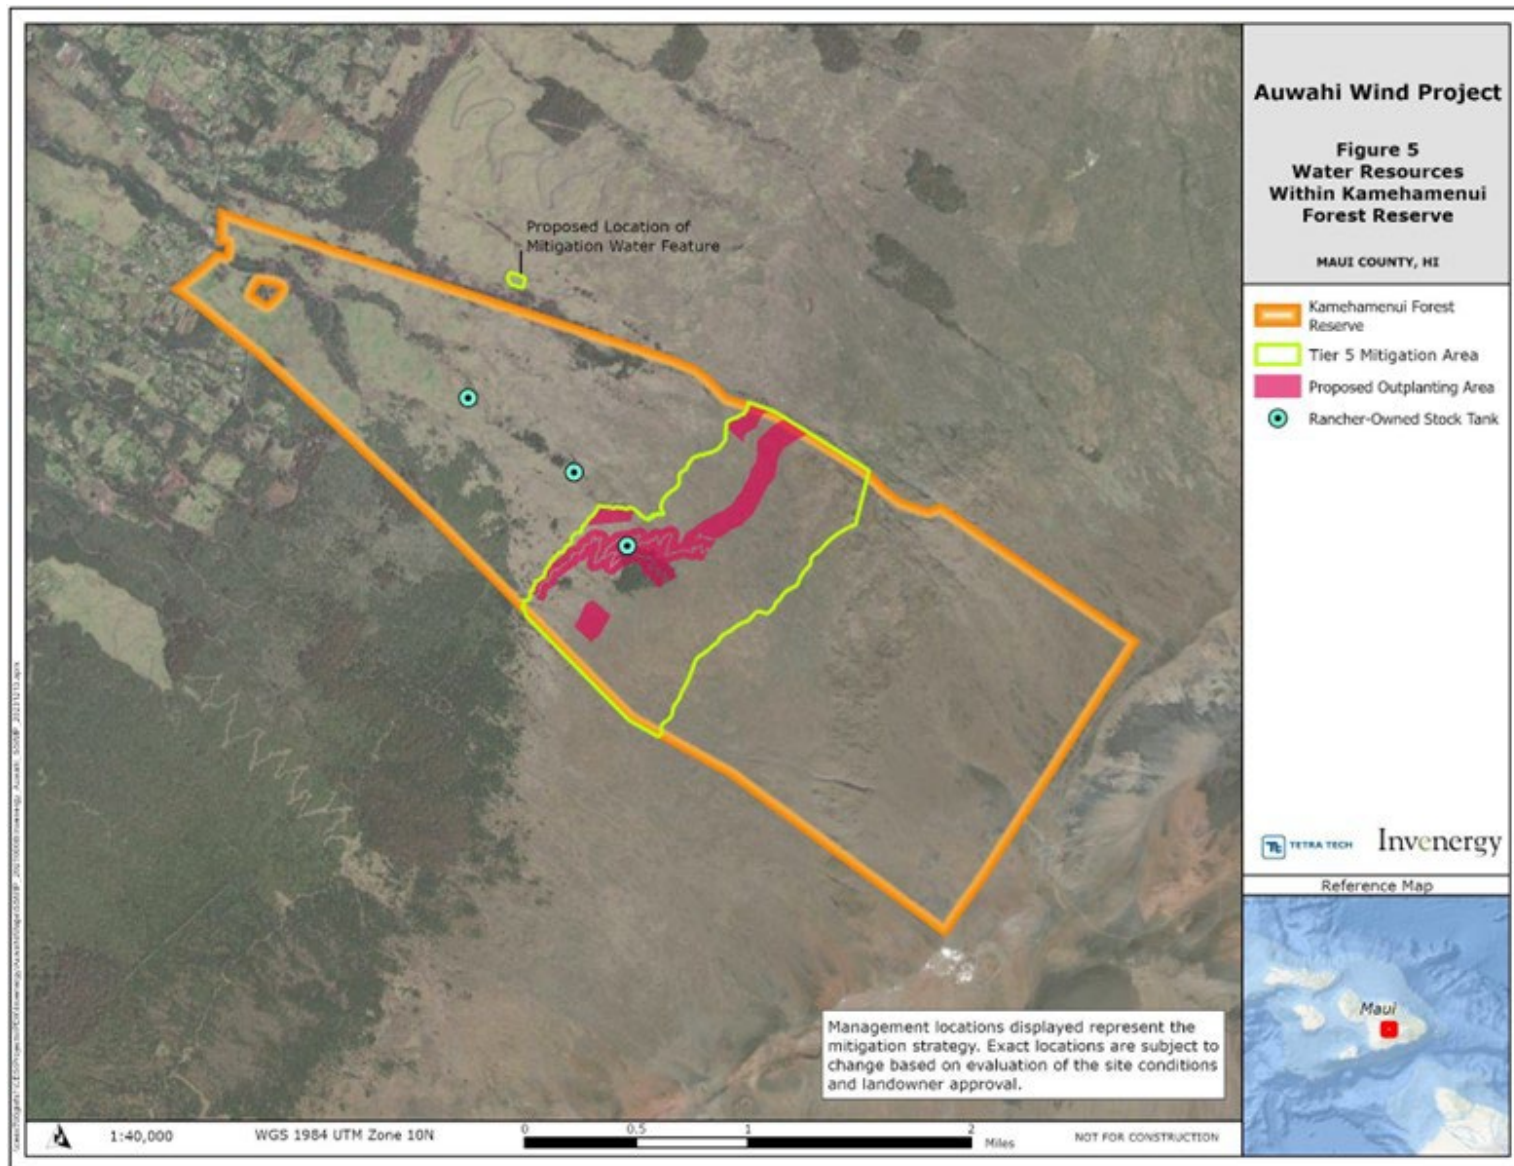 Auwahi Wind Project
Figure 5
Water Resources
Within Kamehamenui
Forest Reserve
MAUI COUNTY, HI
Kamehamenui Forest
Reserve
Tier 5 Mitigation Area
Proposed Outplanting Area
Rancher-Owned Stock Tank
Proposed Location of
Mitigation Water Feature
TETRA TECH
Invenergy
Reference Map
Maui
Management locations displayed represent the
mitigation strategy. Exact locations are subject to
change based on evaluation of the site conditions
and landowner approval.
1:40,000
WGS 1984 UTM Zone 10N
0 0.5 1 2
Miles
NOT FOR CONSTRUCTION